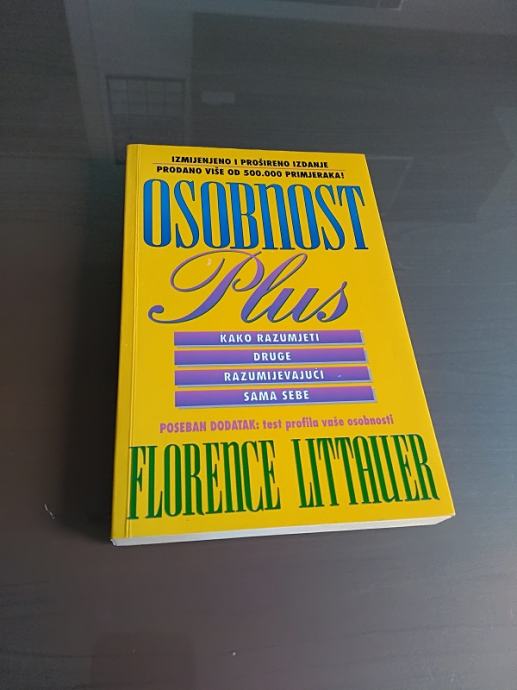 IZMIJENJENO I PROŠIRENO IZDANJE
PRODANO VIŠE OD 500.000 PRIMJERAKA!
OSOBNOST
Plus
KAKO RAZUMJETI
DRUGE
RAZUMIJEVAJUĆI
SAMA SEBE
POSEBAN DODATAK: test profila vaše osobnosti
FLORENCE LITTAUER